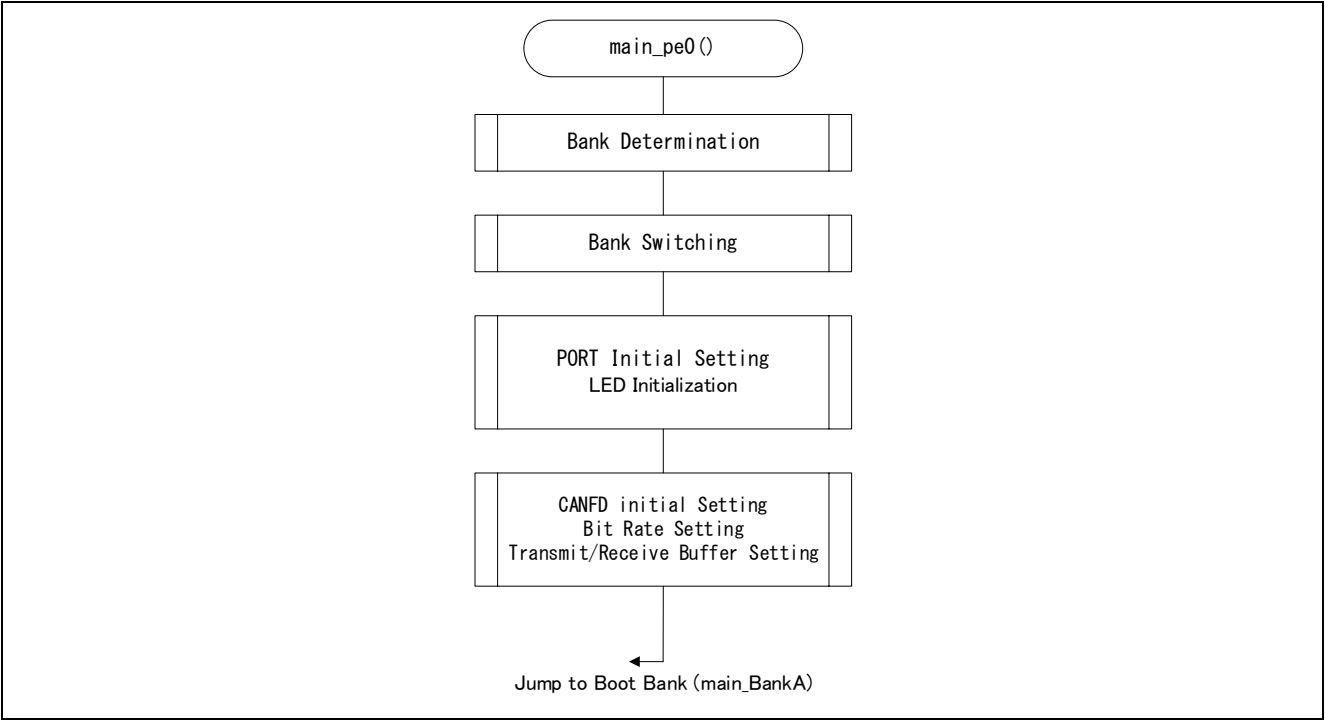 main_pe0()
Bank Determination
Bank Switching
PORT Initial Setting
LED Initialization
CANFD initial Setting
Bit Rate Setting
Transmit/Receive Buffer Setting
Jump to Boot Bank (main_BankA)